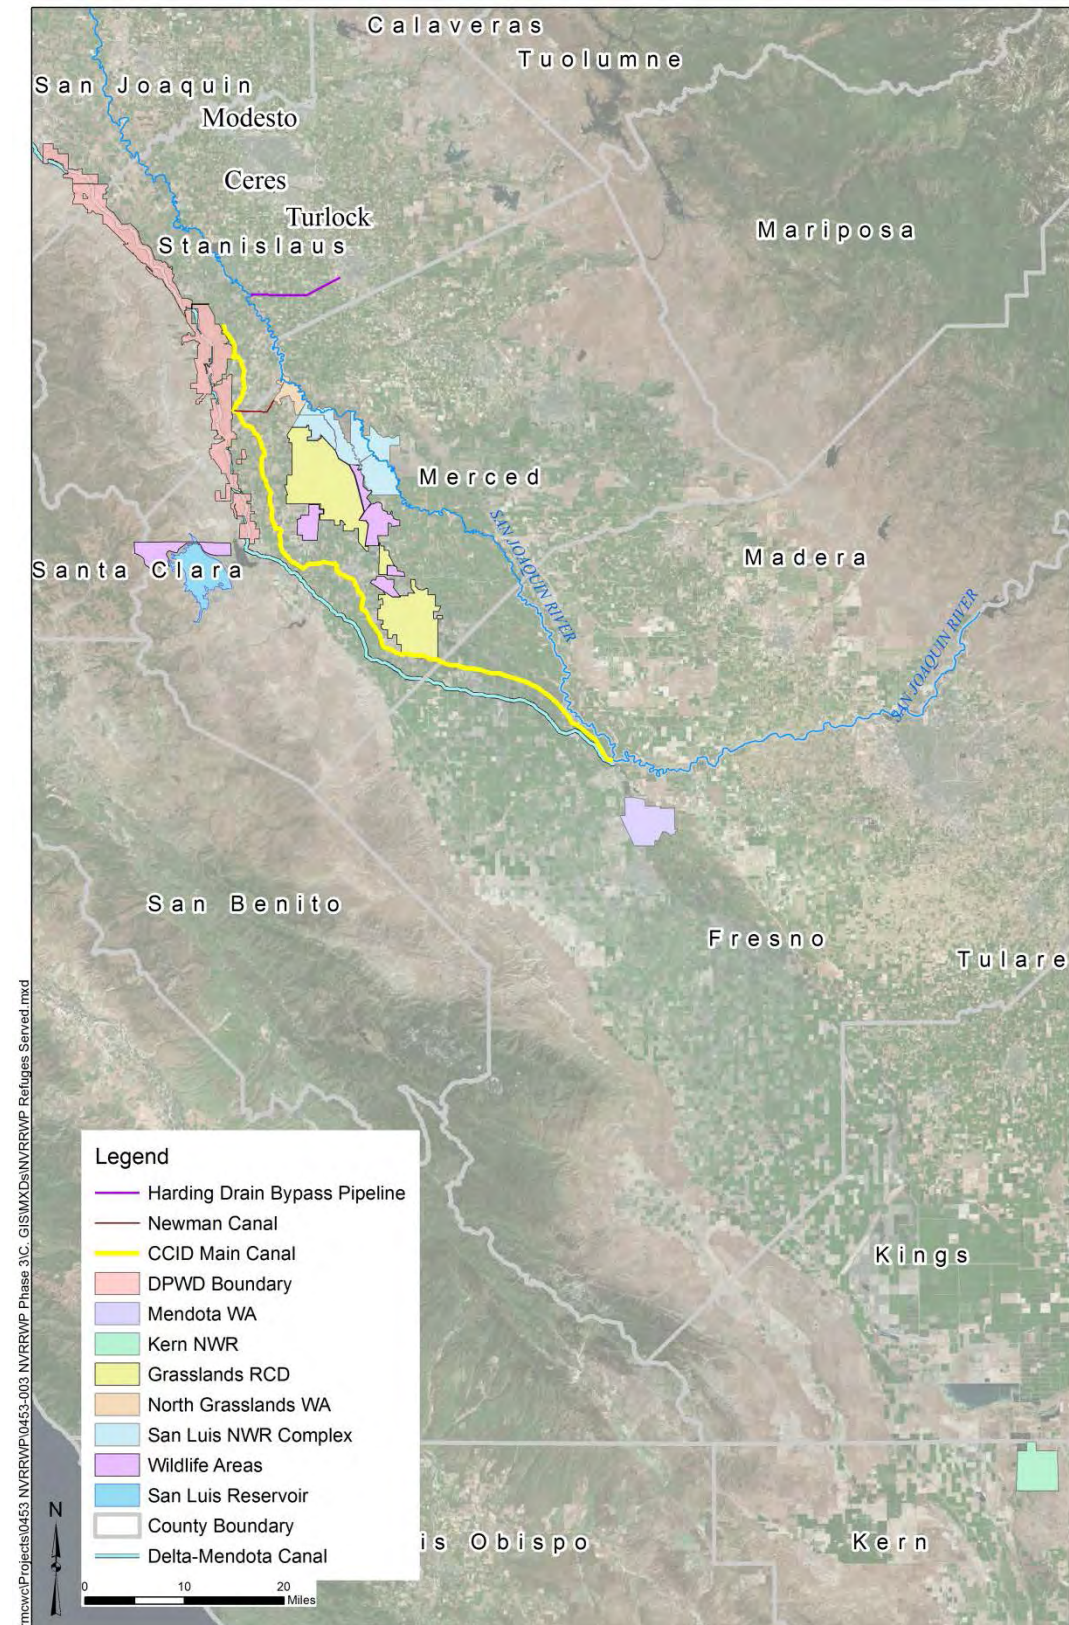 Calaveras
Tuolumne
San Joaquin
Modesto
Ceres
Turlock
Stanislaus
Mariposa
Merced
SAN JOAQUIN RIVER
Madera
Santa Clara
SAN JOAQUIN RIVER
San Benito
Fresno
Tulare
Kings
is Obispo
Kern
Legend
Harding Drain Bypass Pipeline
Newman Canal
CCID Main Canal
DPWD Boundary
Mendota WA
Kern NWR
Grasslands RCD
North Grasslands WA
San Luis NWR Complex
Wildlife Areas
San Luis Reservoir
County Boundary
Delta-Mendota Canal
N
0 10 20
Miles
rmcwc\Projects\0453 NVRRWP\0453-003 NVRRWP Phase 3\C. GIS\MXDs\NVRRWP Refuges Served.mxd